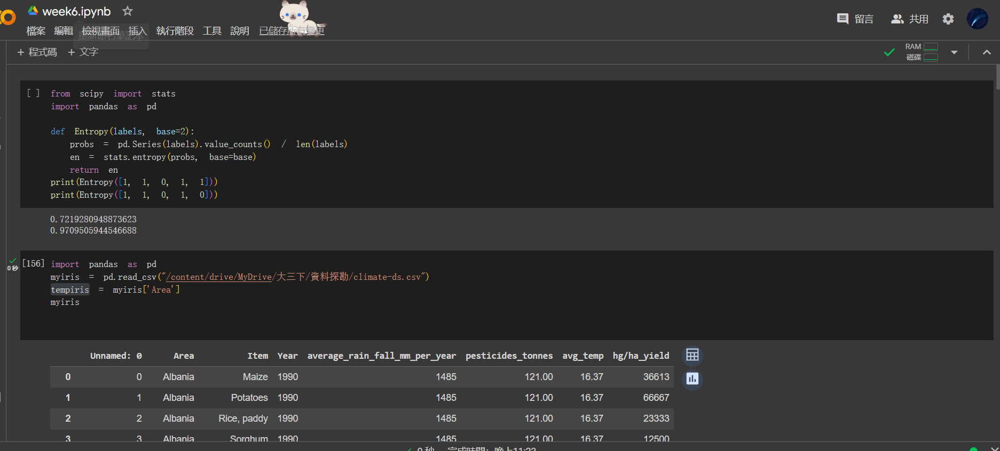 week6.ipynb
留言
共用
檔案 編輯 檢視畫面 插入 執行階段 工具 說明 已儲存所有變更
重新命名筆記本
+ 程式碼 + 文字
RAM
磁碟
[ ] from scipy import stats
import pandas as pd
def Entropy(labels, base=2):
probs = pd.Series(labels).value_counts() / len(labels)
en = stats.entropy(probs, base=base)
return en
print(Entropy([1, 1, 0, 1, 1]))
print(Entropy([1, 1, 0, 1, 0]))
0.7219280948873623
0.9709505944546688
0 秒
[156] import pandas as pd
myiris = pd.read_csv("/content/drive/MyDrive/大三下/資料探勘/climate-ds.csv")
tempiris = myiris['Area']
myiris
Unnamed: 0 Area Item Year average_rain_fall_mm_per_year pesticides_tonnes avg_temp hg/ha_yield
0 0 Albania Maize 1990 1485 121.00 16.37 36613
1 1 Albania Potatoes 1990 1485 121.00 16.37 66667
2 2 Albania Rice, paddy 1990 1485 121.00 16.37 23333
3 3 Albania Sorghum 1990 1485 121.00 16.37 12500
0 秒 完成時間：晚上11:22